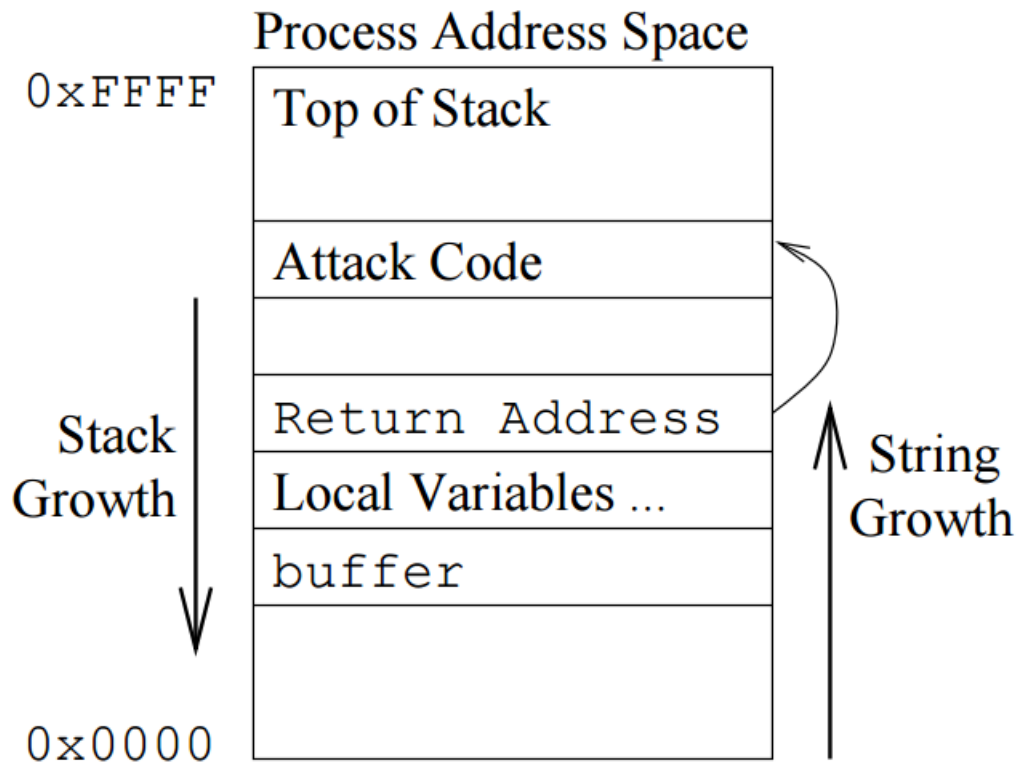 Process Address Space
0xFFFF
Top of Stack
Attack Code
Return Address
Stack
Growth
String
Growth
Local Variables ...
buffer
0x0000